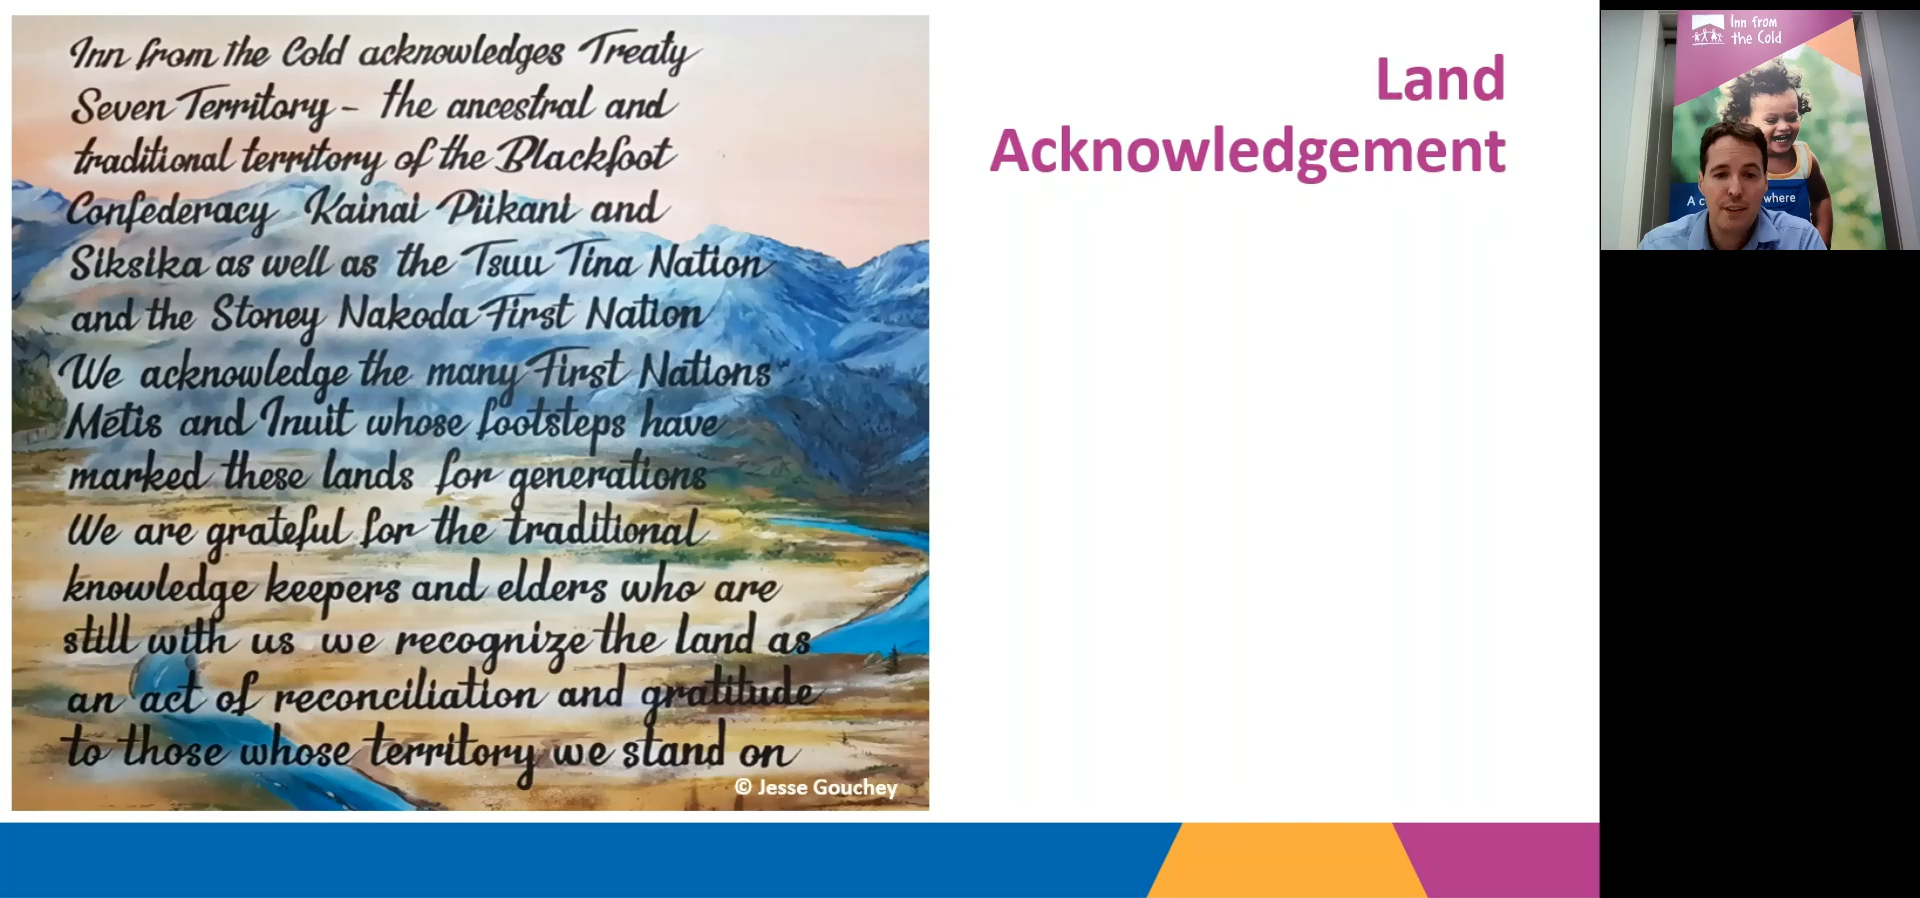 Inn from the Cold acknowledges Treaty
Seven Territory - the ancestral and
traditional territory of the Blackfoot
Confederacy Kainai Piikani and
Siksika as well as the Tsuu Tina Nation
and the Stoney Nakoda First Nation
We acknowledge the many First Nations
Métis and Inuit whose footsteps have
marked these lands for generations
We are grateful for the traditional
knowledge keepers and elders who are
still with us we recognize the land as
an act of reconciliation and gratitude
to those whose territory we stand on
© Jesse Gouchey
Land
Acknowledgement
Inn from
the Cold
A
where